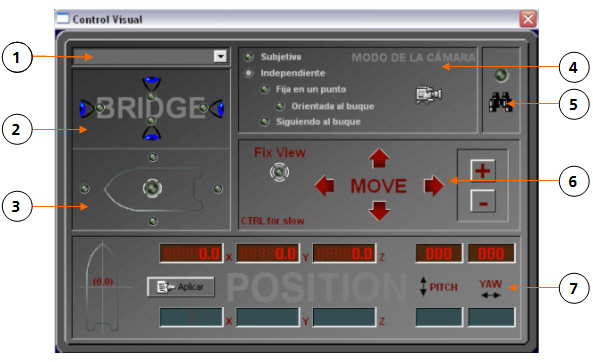 Control Visual
1
2
3
4
5
6
7
BRIDGE
Subjetiva
MODO DE LA CÁMARA
Independiente
Fija en un punto
Orientada al buque
Siguiendo al buque
Fix View
MOVE
+
-
CTRL for slow
(0.0)
0.0 X 0.0 Y 0.0 Z 000 000
Aplicar
POSITION
PITCH YAW
X Y Z